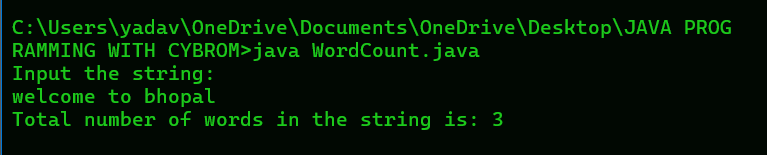 C:\Users\yadav\OneDrive\Documents\OneDrive\Desktop\JAVA PROG
RAMMING WITH CYBROM>java WordCount.java
Input the string:
welcome to bhopal
Total number of words in the string is: 3